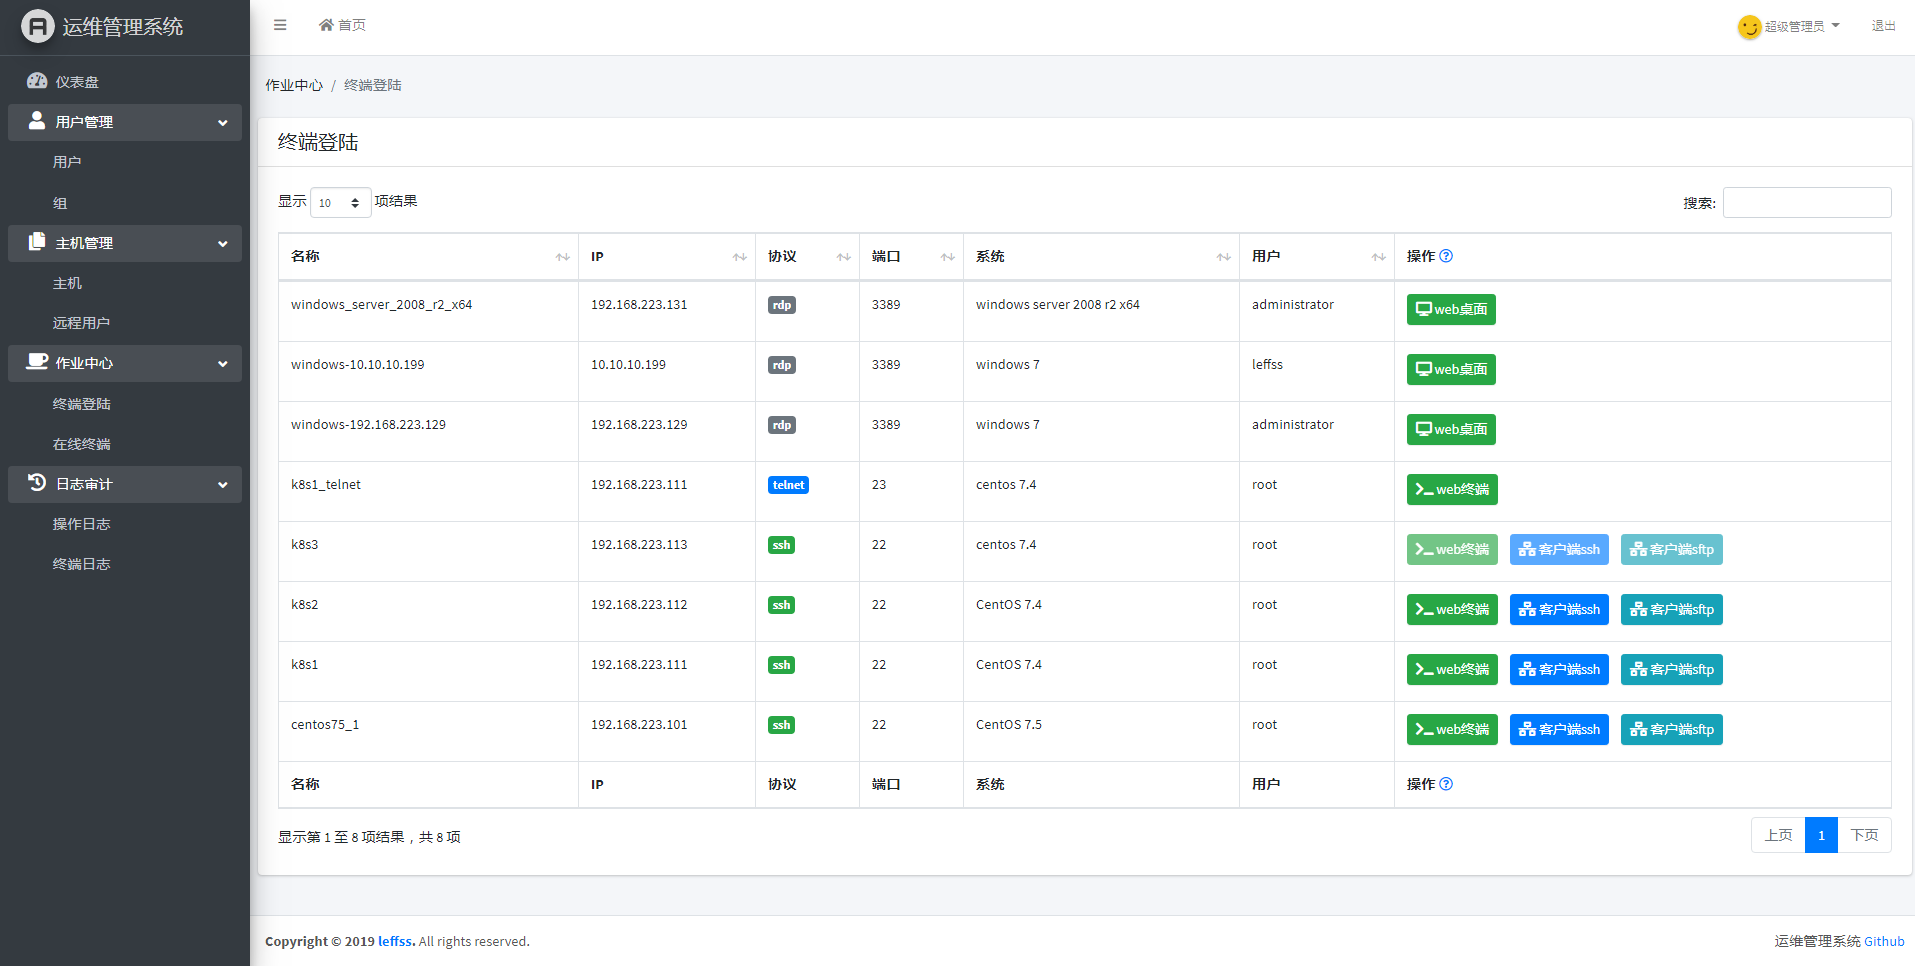 运维管理系统
首页
超级管理员
退出
仪表盘
用户管理
用户
组
主机管理
主机
远程用户
作业中心
终端登陆
在线终端
日志审计
操作日志
终端日志
作业中心 / 终端登陆
终端登陆
显示 10 项结果
搜索:
名称 IP 协议 端口 系统 用户 操作
windows_server_2008_r2_x64 192.168.223.131 rdp 3389 windows server 2008 r2 x64 administrator web桌面
windows-10.10.10.199 10.10.10.199 rdp 3389 windows 7 leffss web桌面
windows-192.168.223.129 192.168.223.129 rdp 3389 windows 7 administrator web桌面
k8s1_telnet 192.168.223.111 telnet 23 centos 7.4 root web终端
k8s3 192.168.223.113 ssh 22 centos 7.4 root web终端 客户端ssh 客户端sftp
k8s2 192.168.223.112 ssh 22 CentOS 7.4 root web终端 客户端ssh 客户端sftp
k8s1 192.168.223.111 ssh 22 CentOS 7.4 root web终端 客户端ssh 客户端sftp
centos75_1 192.168.223.101 ssh 22 CentOS 7.5 root web终端 客户端ssh 客户端sftp
名称 IP 协议 端口 系统 用户 操作
显示第 1 至 8 项结果，共 8 项
上页 1 下页
Copyright © 2019 leffss. All rights reserved.
运维管理系统 Github